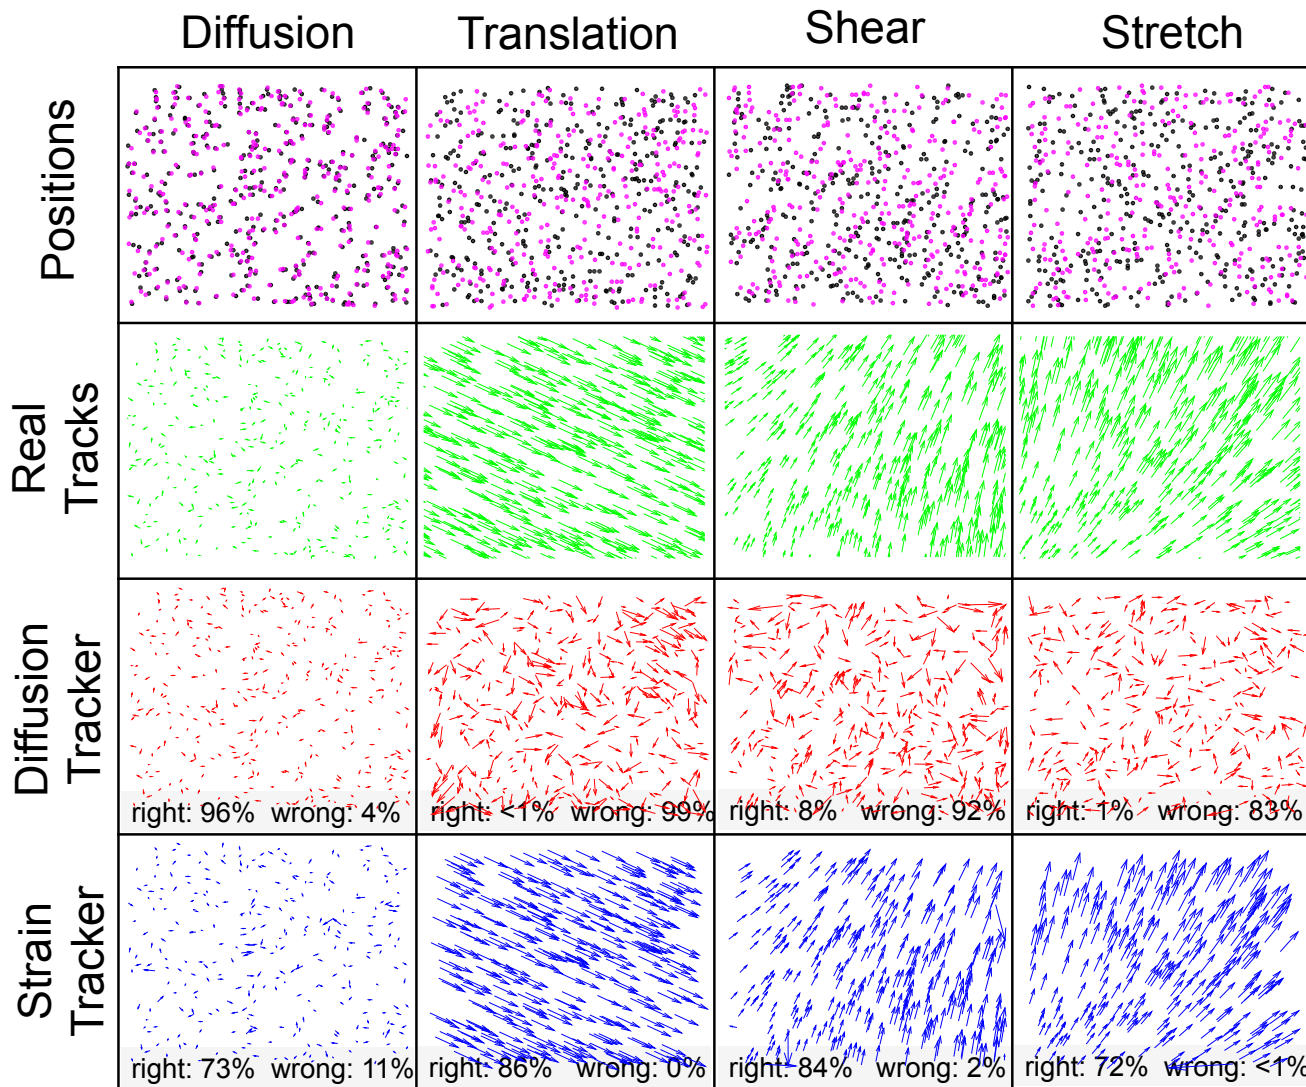 Diffusion Translation Shear Stretch
Positions
Real
Tracks
Diffusion
Tracker
right: 96% wrong: 4% right: <1% wrong: 99% right: 8% wrong: 92% right: 1% wrong: 83%
Strain
Tracker
right: 73% wrong: 11% right: 86% wrong: 0% right: 84% wrong: 2% right: 72% wrong: <1%